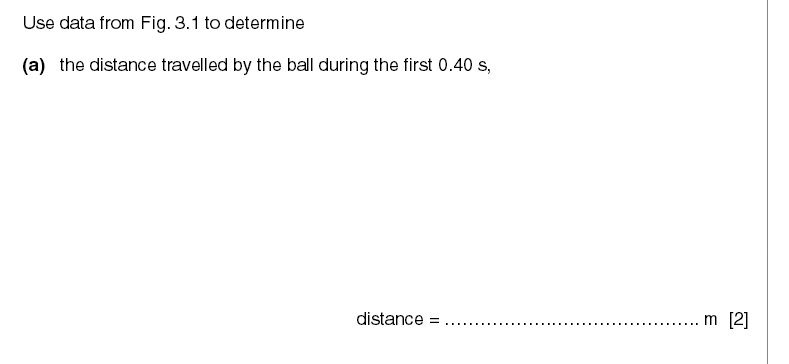 Use data from Fig. 3.1 to determine
(a) the distance travelled by the ball during the first 0.40 s,
distance = .......................................... m [2]